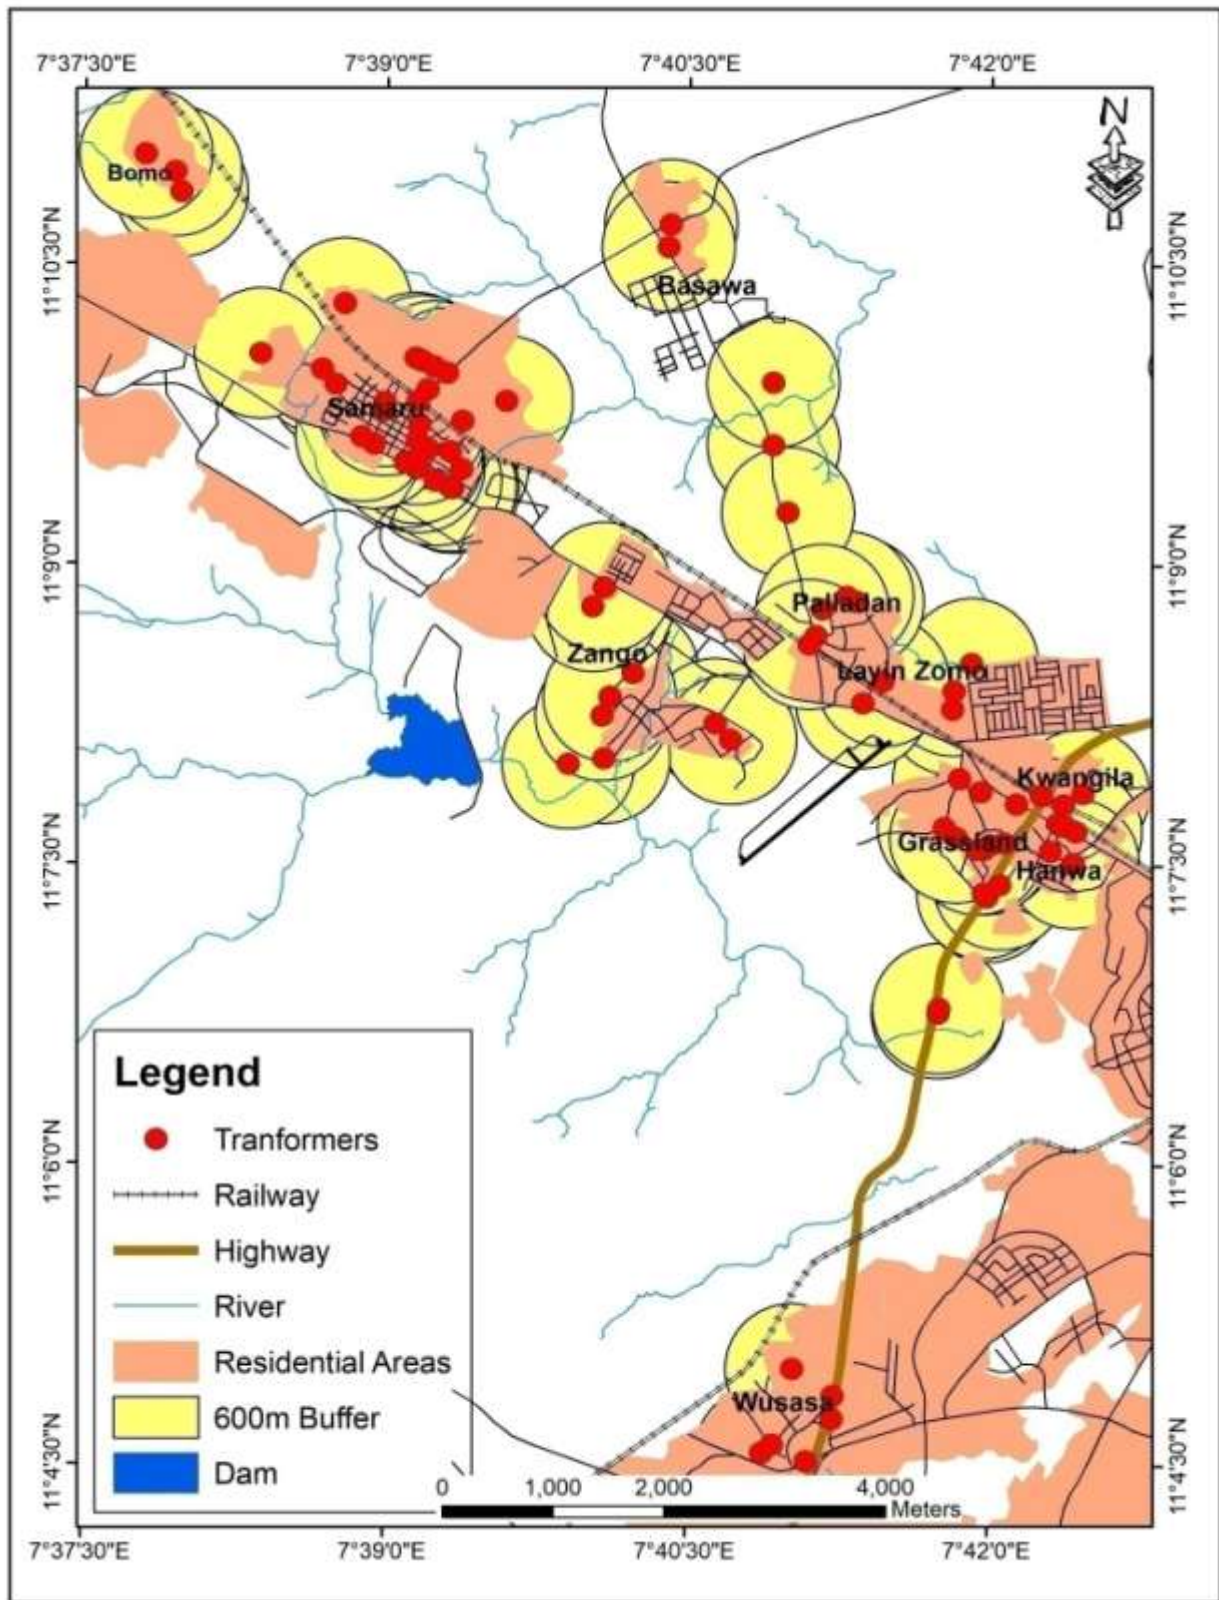 7°37'30"E 7°39'0"E 7°40'30"E 7°42'0"E
N
Bomo
11°10'30"N 11°10'30"N
Basawa
Samaru
11°9'0"N 11°9'0"N
Palladan
Zango
Layin Zomo
Kwangila
Grassland
11°7'30"N 11°7'30"N
Hanwa
Legend
Tranformers
Railway
Highway
River
Residential Areas
600m Buffer
Dam
11°6'0"N 11°6'0"N
Wusasa
11°4'30"N 11°4'30"N
0 1,000 2,000 4,000
Meters
7°37'30"E 7°39'0"E 7°40'30"E 7°42'0"E